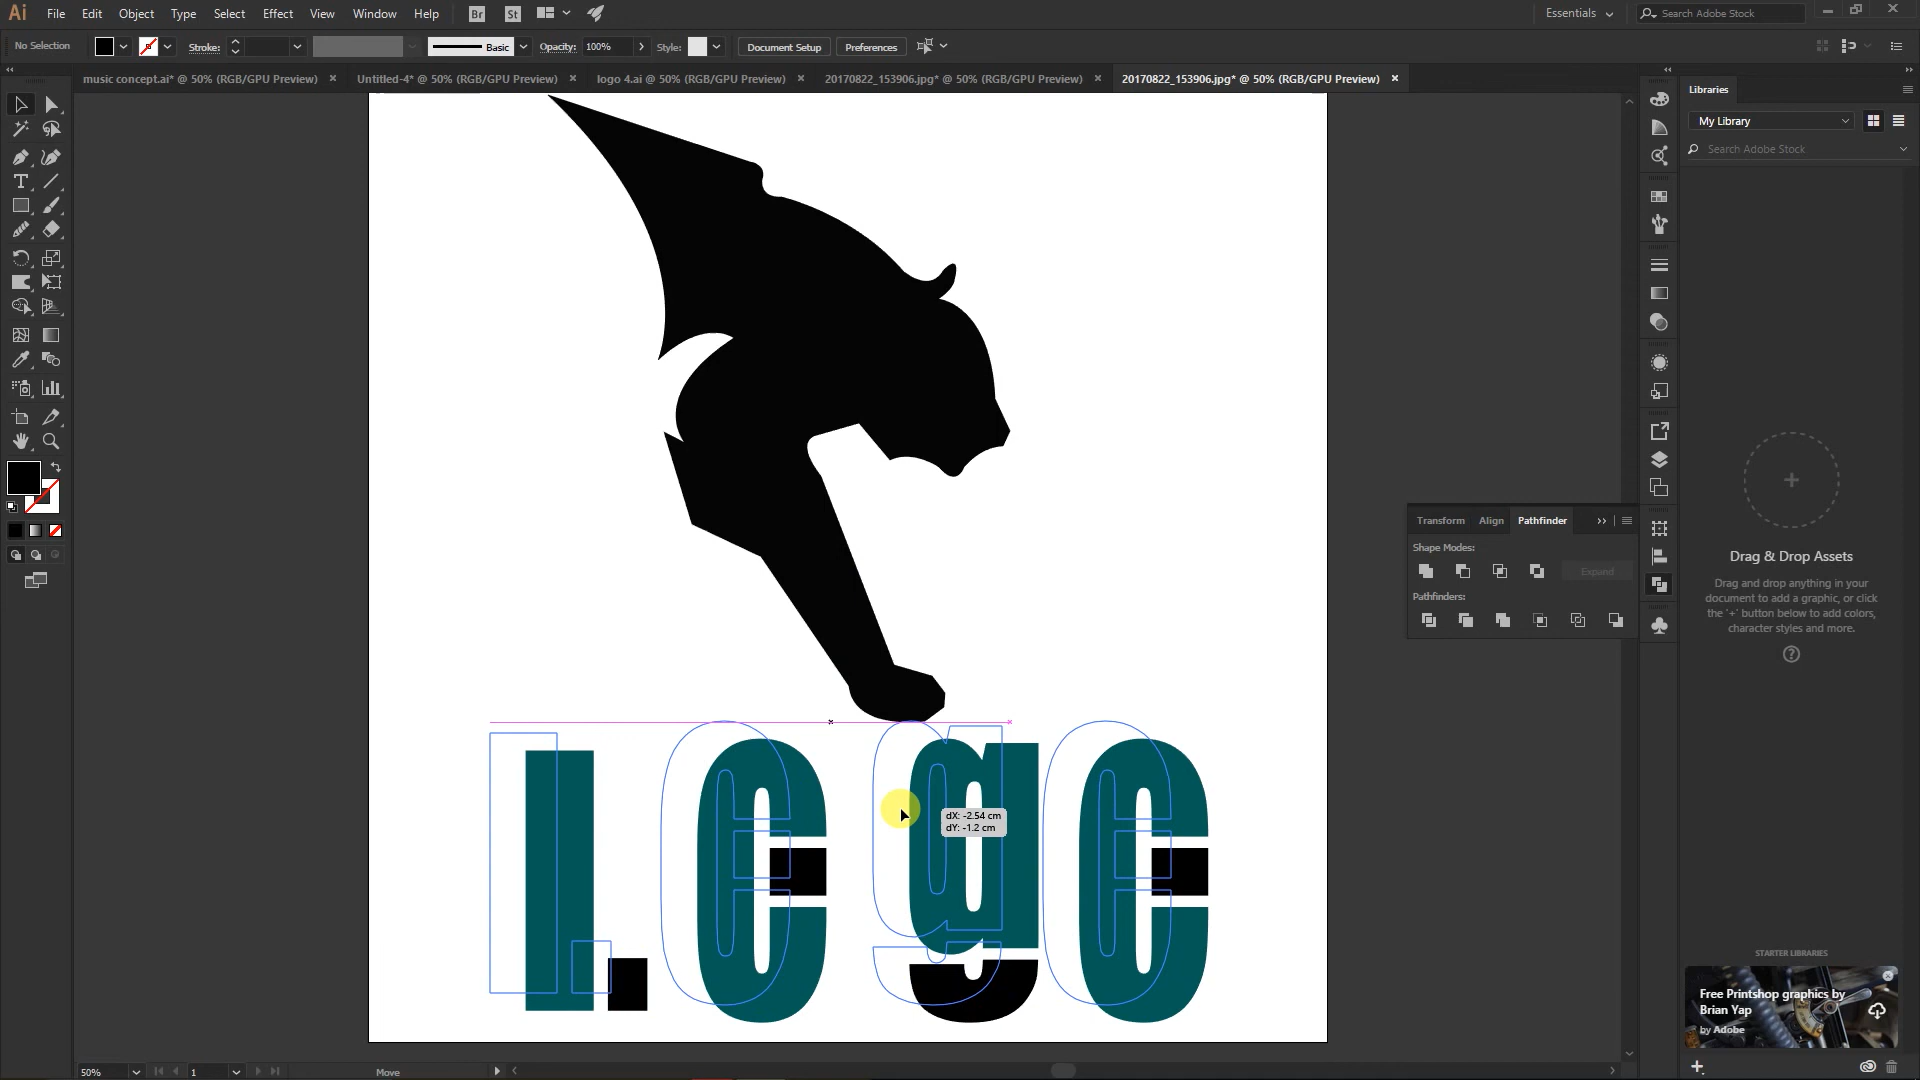 Ai File Edit Object Type Select Effect View Window Help Br St Essentials Search Adobe Stock
No Selection Stroke: Basic Opacity: 100% Style: Document Setup Preferences
music concept.ai* @ 50% (RGB/GPU Preview) Untitled-4* @ 50% (RGB/GPU Preview) logo 4.ai @ 50% (RGB/GPU Preview) 20170822_153906.jpg* @ 50% (RGB/GPU Preview) 20170822_153906.jpg* @ 50% (RGB/GPU Preview)
Libraries
My Library
Search Adobe Stock
Transform Align Pathfinder
Shape Modes:
Expand
Pathfinders:
Drag & Drop Assets
Drag and drop anything in your
document to add a graphic, or click
the '+' button below to add colors,
character styles and more.
dX: -2.54 cm
dY: -1.2 cm
STARTER LIBRARIES
Free Printshop graphics by
Brian Yap
by Adobe
50% 1 Move